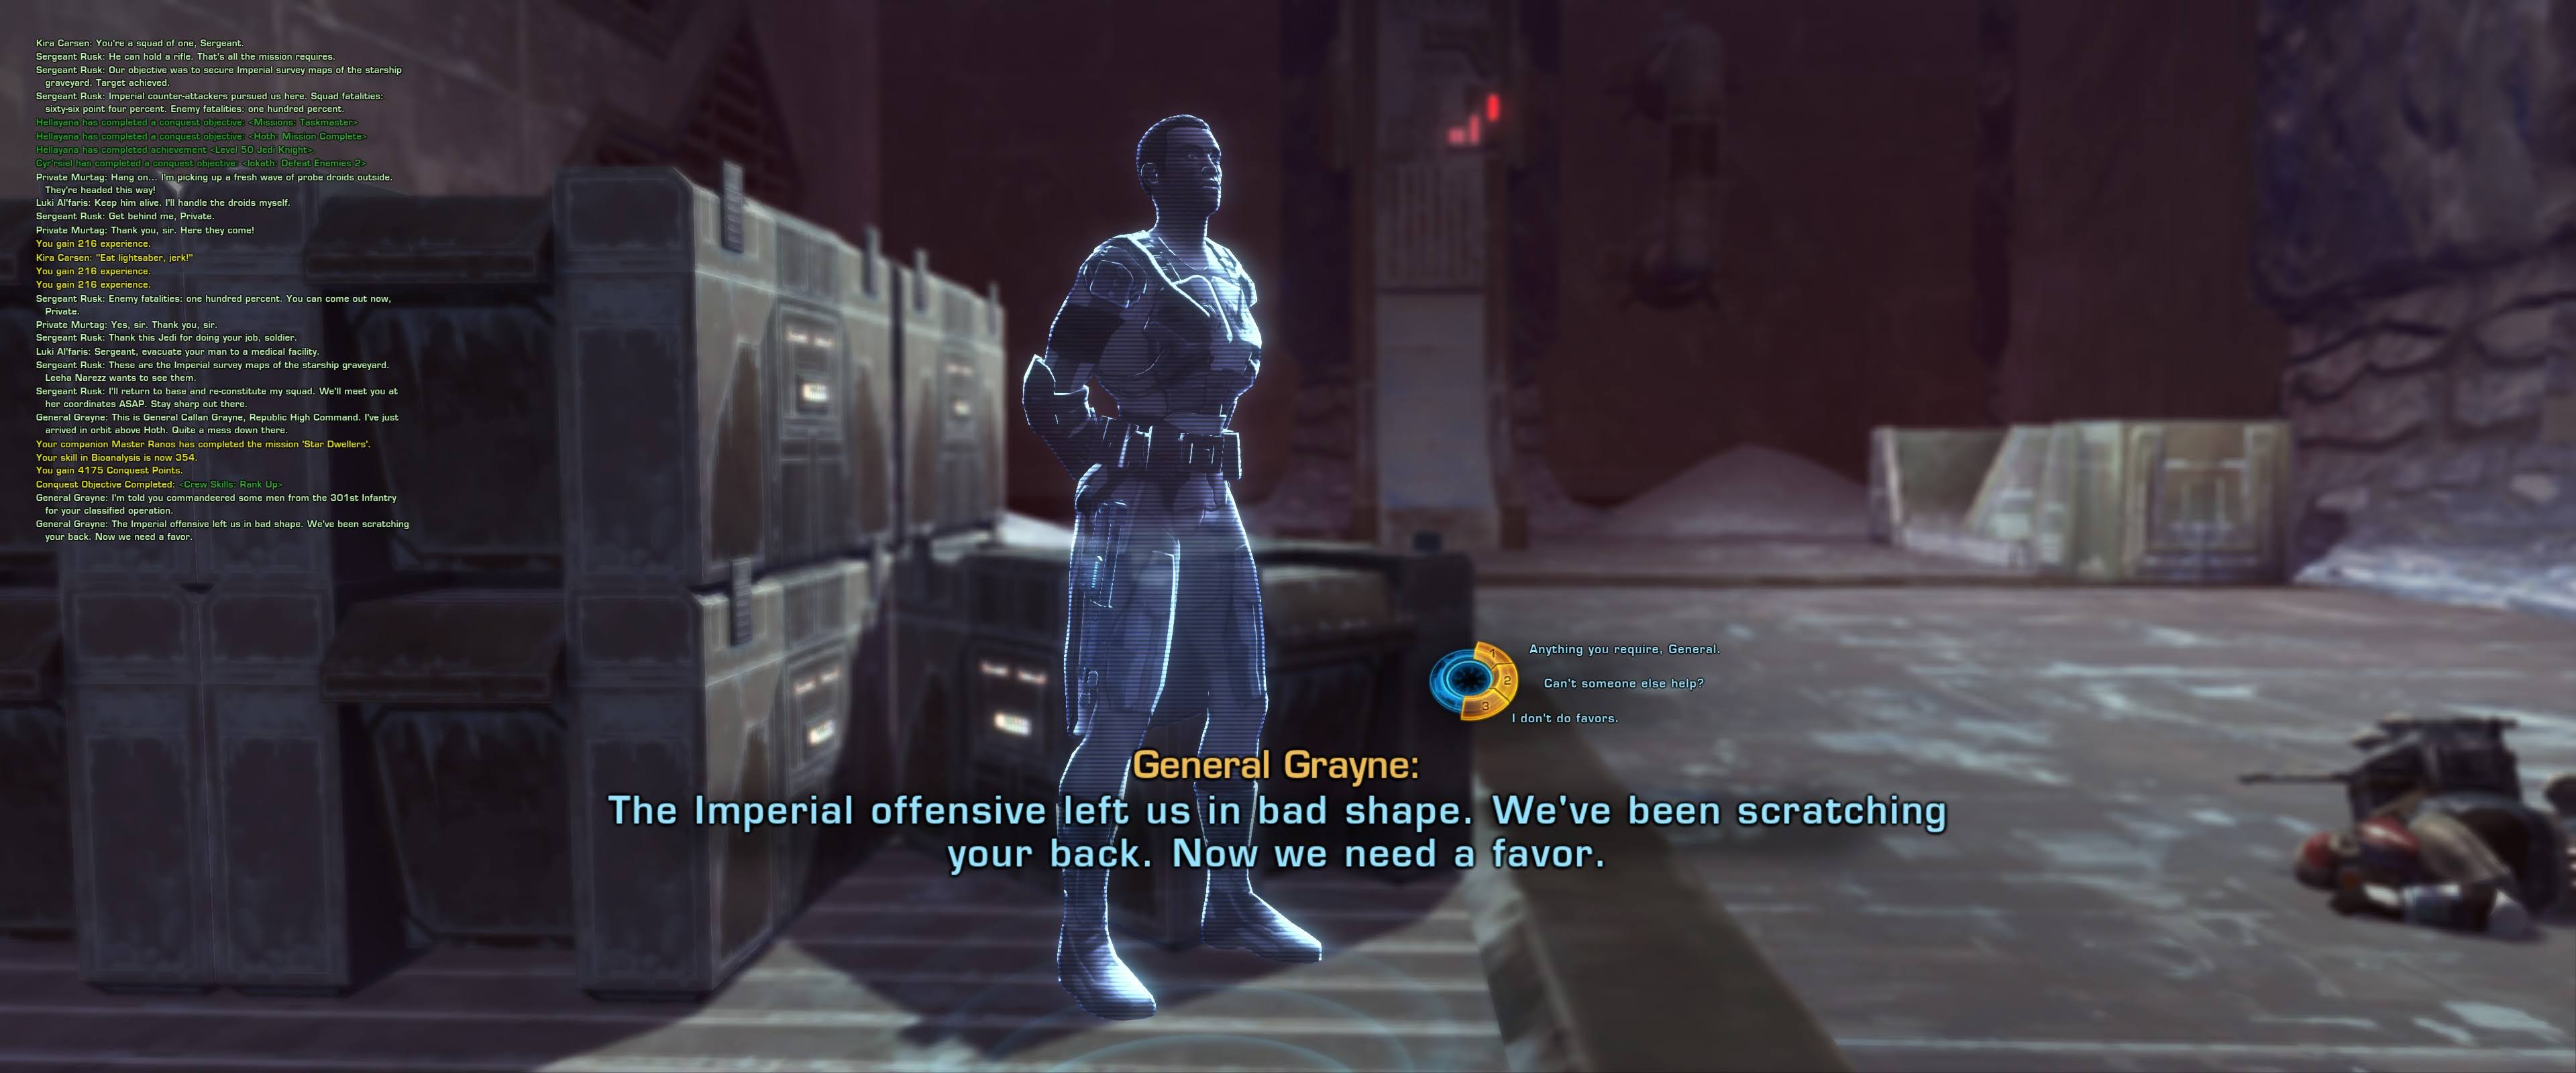 Kira Carsen: You're a squad of one, Sergeant.
Sergeant Rusk: He can hold a rifle. That's all the mission requires.
Sergeant Rusk: Our objective was to secure Imperial survey maps of the starship
graveyard. Target achieved.
Sergeant Rusk: Imperial counter-attackers pursued us here. Squad fatalities:
sixty-six point four percent. Enemy fatalities: one hundred percent.
Hellayana has completed a conquest objective: <Missions: Taskmaster>
Hellayana has completed a conquest objective: <Hoth: Mission Complete>
Hellayana has completed achievement <Level 50 Jedi Knight>.
Cyr'rsiel has completed a conquest objective: <Iokath: Defeat Enemies 2>
Private Murtag: Hang on... I'm picking up a fresh wave of probe droids outside.
They're headed this way!
Luki Al'faris: Keep him alive. I'll handle the droids myself.
Sergeant Rusk: Get behind me, Private.
Private Murtag: Thank you, sir. Here they come!
You gain 216 experience.
Kira Carsen: "Eat lightsaber, jerk!"
You gain 216 experience.
You gain 216 experience.
Sergeant Rusk: Enemy fatalities: one hundred percent. You can come out now,
Private.
Private Murtag: Yes, sir. Thank you, sir.
Sergeant Rusk: Thank this Jedi for doing your job, soldier.
Luki Al'faris: Sergeant, evacuate your man to a medical facility.
Sergeant Rusk: These are the Imperial survey maps of the starship graveyard.
Leeha Narezz wants to see them.
Sergeant Rusk: I'll return to base and re-constitute my squad. We'll meet you at
her coordinates ASAP. Stay sharp out there.
General Grayne: This is General Callan Grayne, Republic High Command. I've just
arrived in orbit above Hoth. Quite a mess down there.
Your companion Master Ranos has completed the mission 'Star Dwellers'.
Your skill in Bioanalysis is now 354.
You gain 4175 Conquest Points.
Conquest Objective Completed: <Crew Skills: Rank Up>
General Grayne: I'm told you commandeered some men from the 301st Infantry
for your classified operation.
General Grayne: The Imperial offensive left us in bad shape. We've been scratching
your back. Now we need a favor.
1 Anything you require, General.
2 Can't someone else help?
3 I don't do favors.
General Grayne:
The Imperial offensive left us in bad shape. We've been scratching
your back. Now we need a favor.